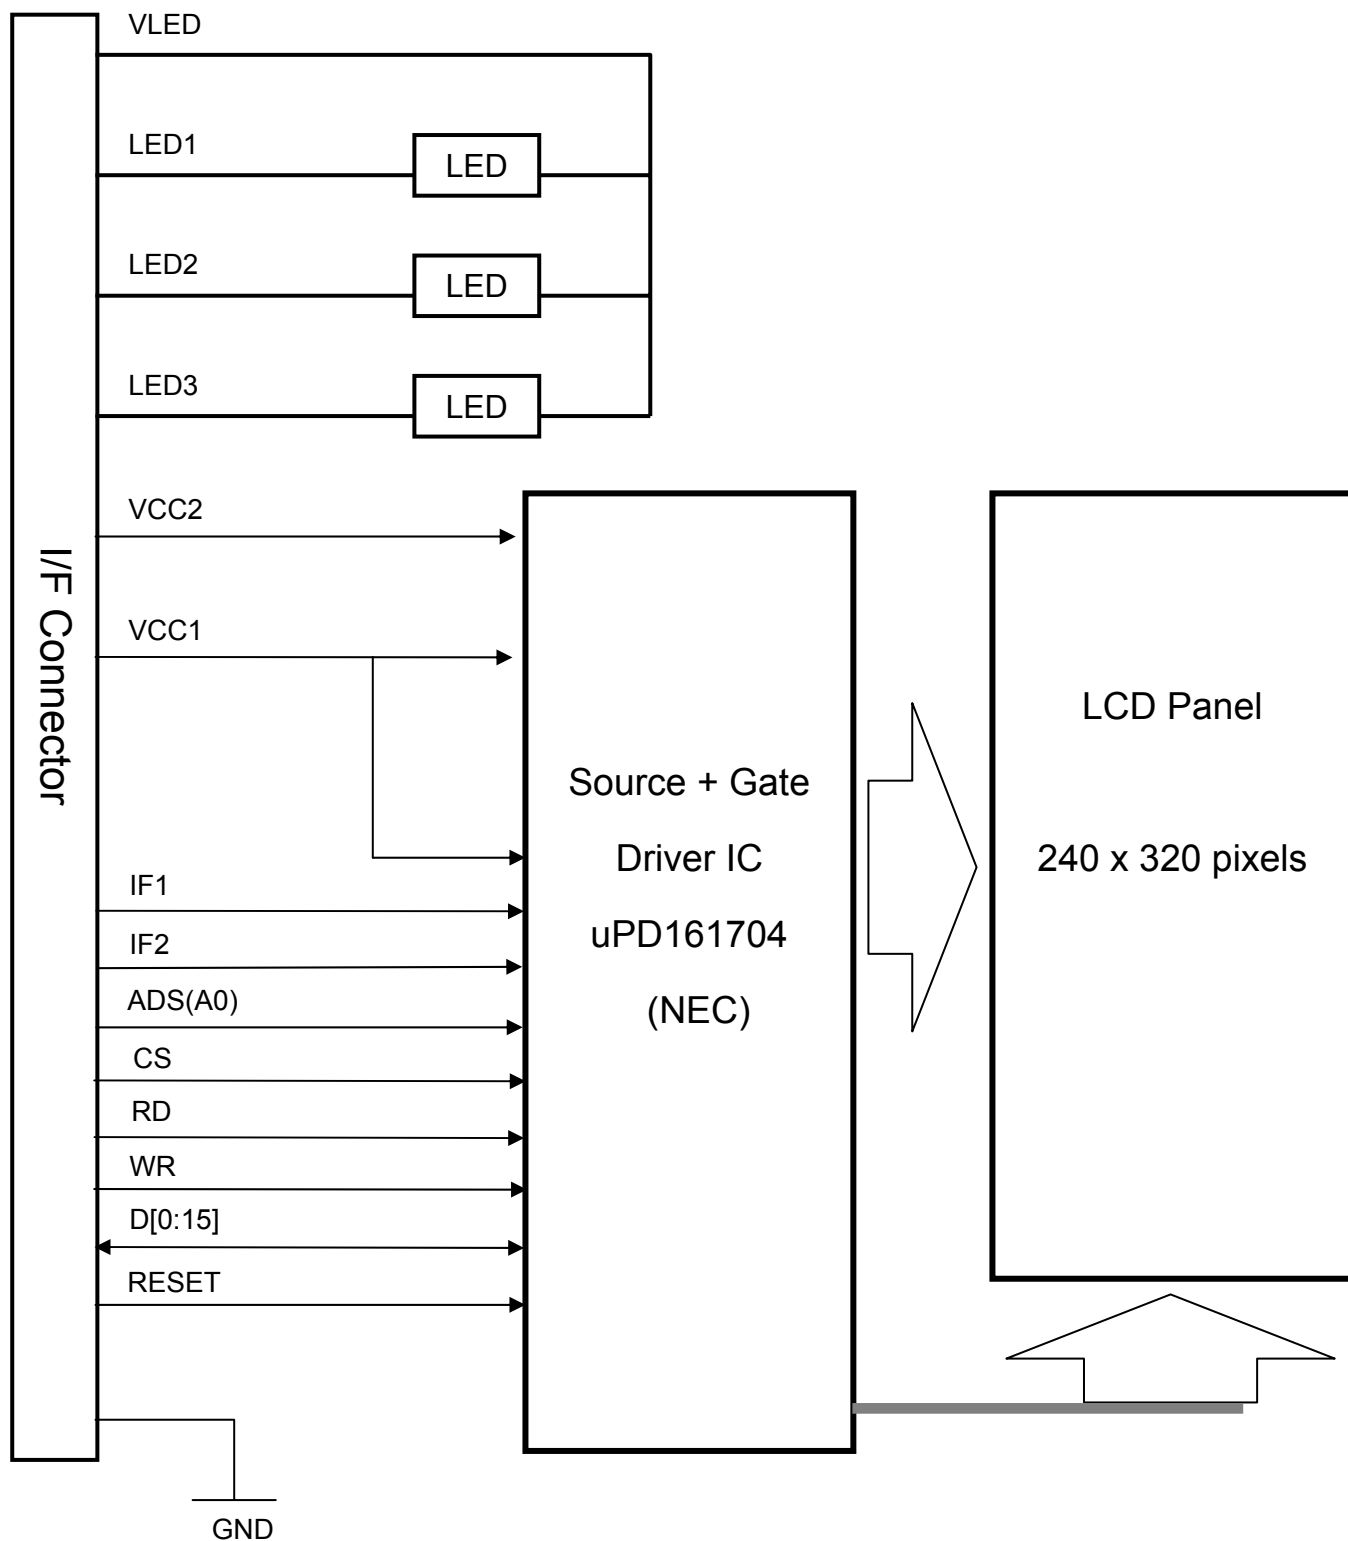 VLED
LED1
LED
LED2
LED
LED3
LED
I/F Connector
VCC2
VCC1
IF1
IF2
ADS(A0)
CS
RD
WR
D[0:15]
RESET
GND
Source + Gate
Driver IC
uPD161704
(NEC)
LCD Panel
240 x 320 pixels